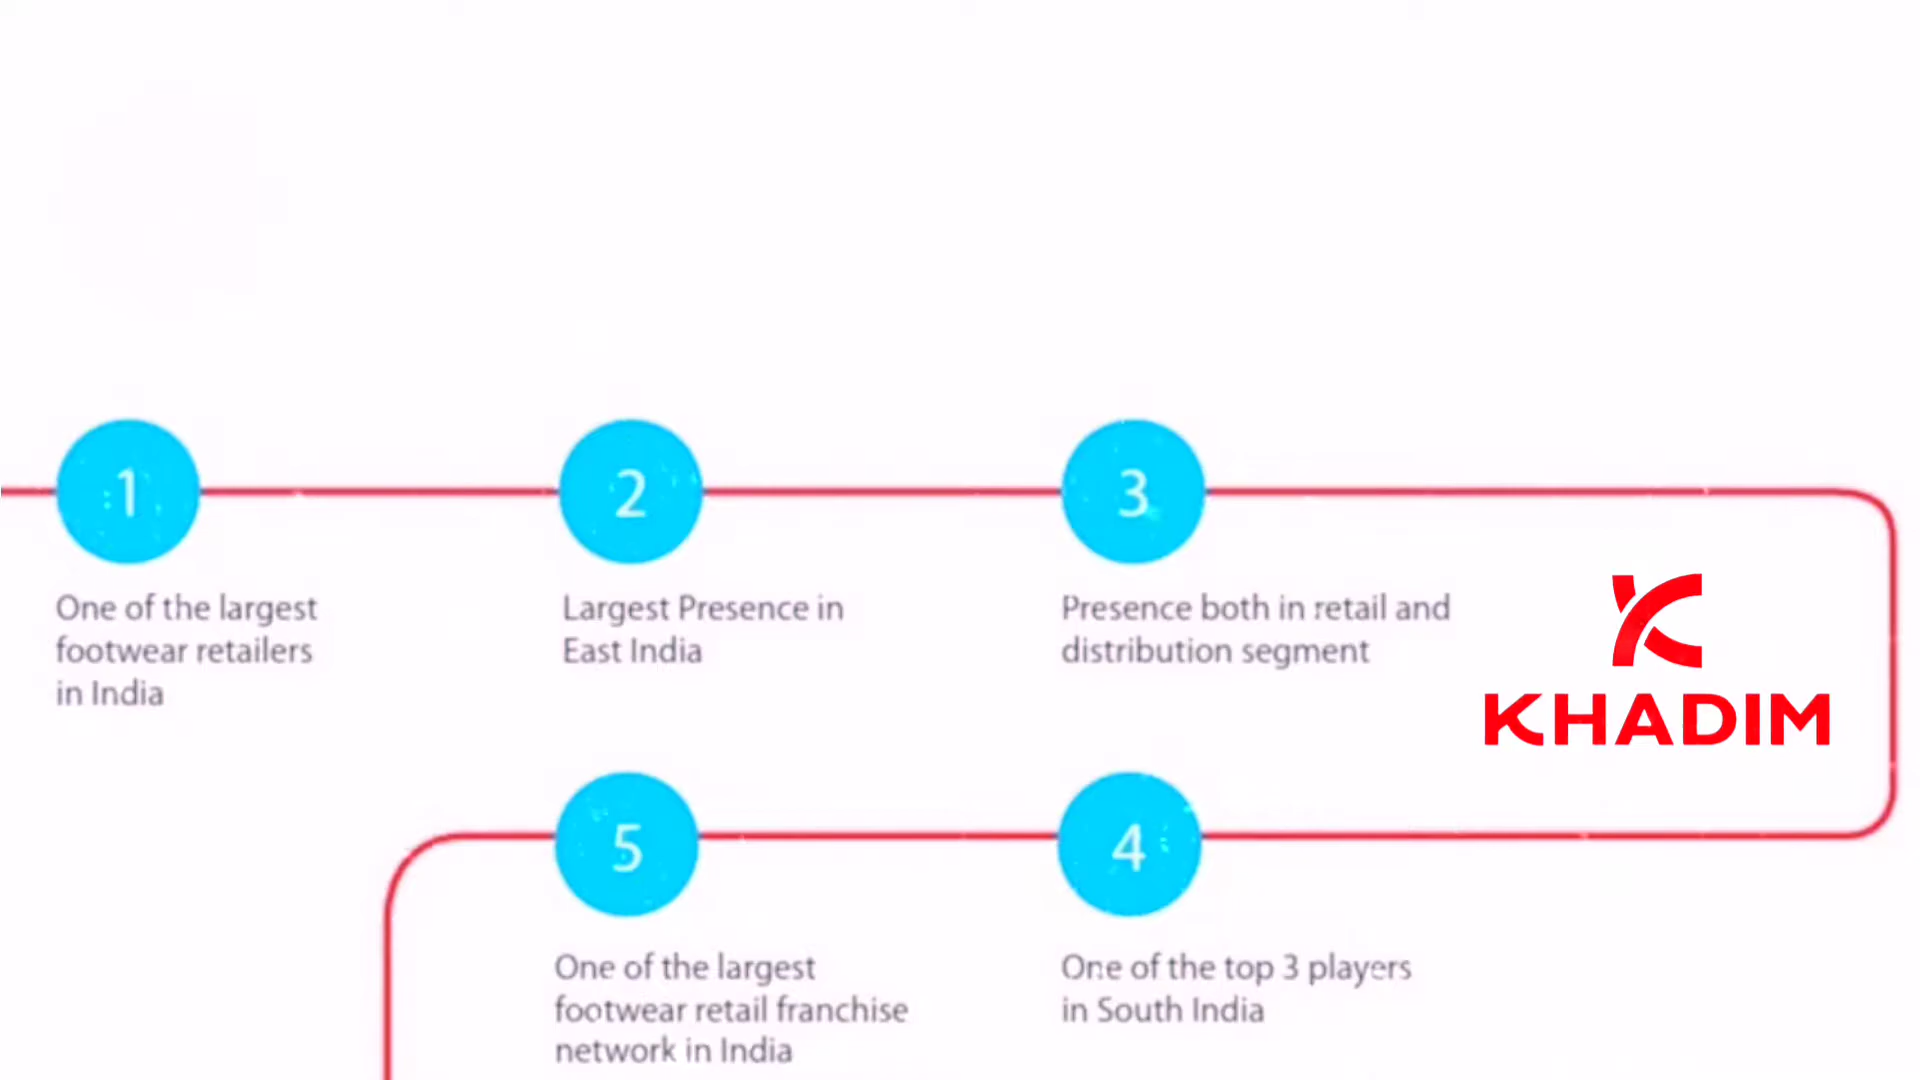 1
One of the largest
footwear retailers
in India
2
Largest Presence in
East India
3
Presence both in retail and
distribution segment
KHADIM
4
One of the top 3 players
in South India
5
One of the largest
footwear retail franchise
network in India